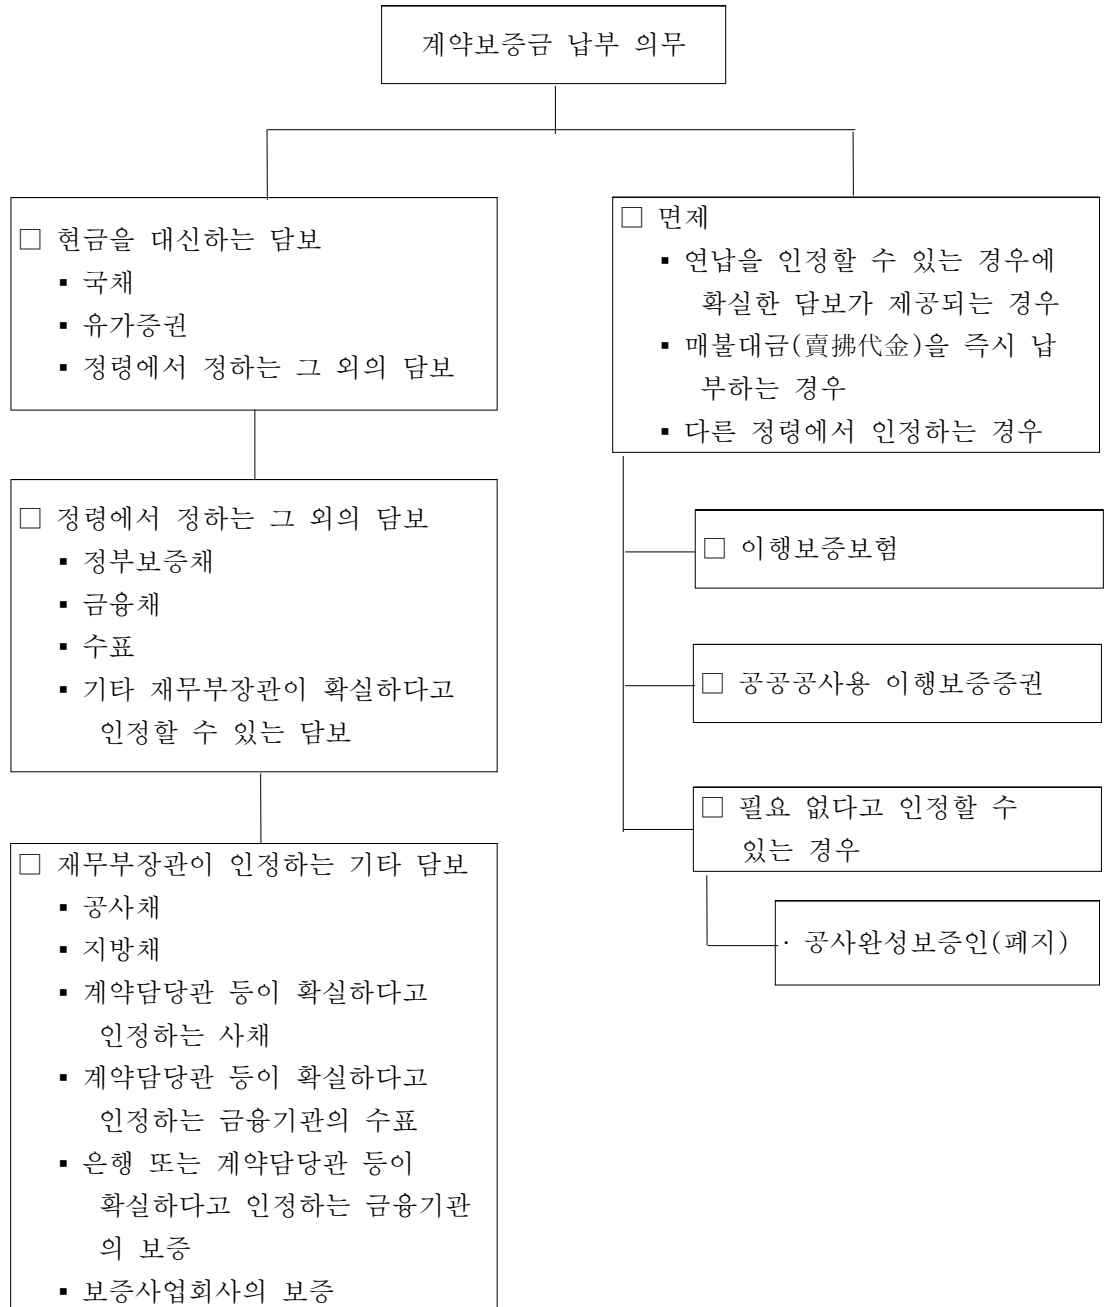 계약보증금 납부 의무
□ 현금을 대신하는 담보
▪ 국채
▪ 유가증권
▪ 정령에서 정하는 그 외의 담보
□ 정령에서 정하는 그 외의 담보
▪ 정부보증채
▪ 금융채
▪ 수표
▪ 기타 재무부장관이 확실하다고
인정할 수 있는 담보
□ 재무부장관이 인정하는 기타 담보
▪ 공사채
▪ 지방채
▪ 계약담당관 등이 확실하다고
인정하는 사채
▪ 계약담당관 등이 확실하다고
인정하는 금융기관의 수표
▪ 은행 또는 계약담당관 등이
확실하다고 인정하는 금융기관
의 보증
▪ 보증사업회사의 보증
□ 면제
▪ 연납을 인정할 수 있는 경우에
확실한 담보가 제공되는 경우
▪ 매불대금(賣拂代金)을 즉시 납
부하는 경우
▪ 다른 정령에서 인정하는 경우
□ 이행보증보험
□ 공공공사용 이행보증증권
□ 필요 없다고 인정할 수
있는 경우
· 공사완성보증인(폐지)